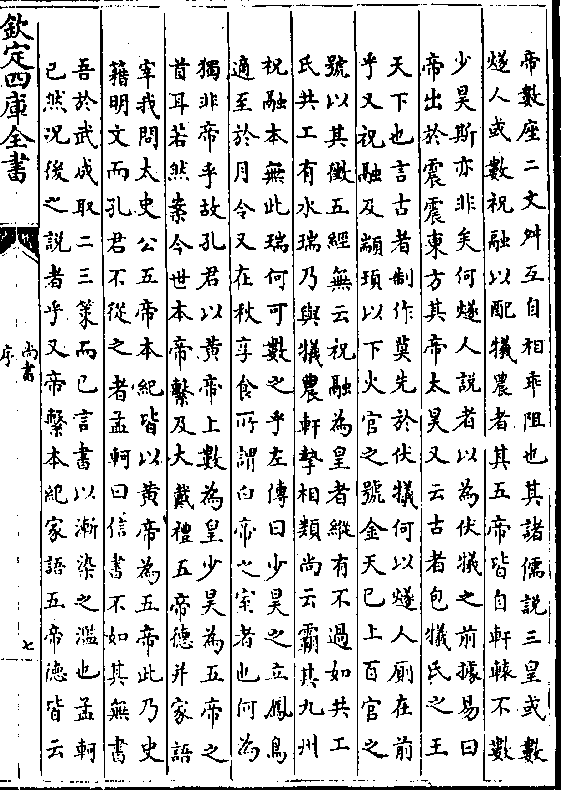 帝數座二文舛互自相乖阻也其諸儒說三皇或數
燧人或數祝融以配犧農者其五帝皆自軒轅不數
少昊斯亦非矣何燧人說者以為伏犧之前據易曰
帝出於震震東方其帝太昊又云古者包犧氏之王
天下也言古者制作莫先於伏犧何以燧人厠在前
乎又祝融及顓頊以下火官之號金天已上百官之
號以其徵五經無云祝融為皇者縱有不過如共工
氏共工有水瑞乃與犧農軒摯相類尚云霸其九州
祝融本無此瑞何可數之乎左傳曰少昊之立鳳鳥
適至於月令又在秋享食所謂白帝之室者也何為
獨非帝乎故孔君以黃帝上數為皇少昊為五帝之
首耳若然案今世本帝繫及大戴禮五帝德并家語
宰我問太史公五帝本紀皆以黃帝為五帝此乃史
籍明文而孔君不從之者孟軻曰信書不如其無書
吾於武成取二三策而已言書以漸染之濫也孟軻
已然況後之說者乎又帝繫本紀家語五帝德皆云
欽定四庫全書
尚書
序
七